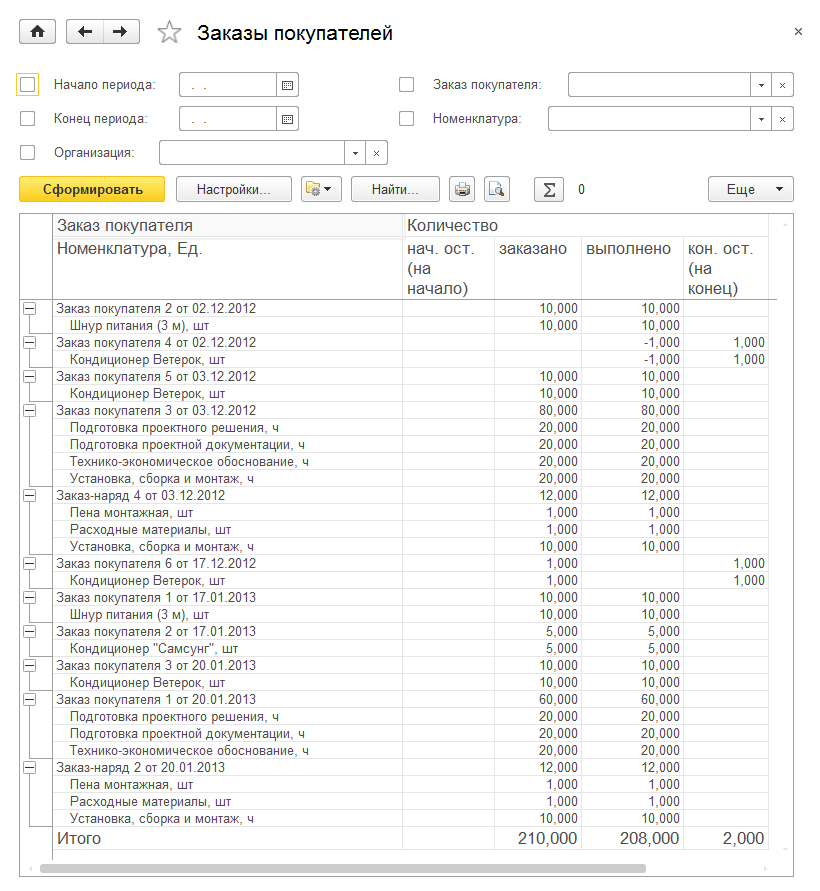 Заказы покупателей
Начало периода: . . Заказ покупателя:
Конец периода: . . Номенклатура:
Организация:
Сформировать Настройки... Найти... Σ 0 Еще
Заказ покупателя Количество
Номенклатура, Ед. нач. ост. (на начало) заказано выполнено кон. ост. (на конец)
Заказ покупателя 2 от 02.12.2012 10,000 10,000
Шнур питания (3 м), шт 10,000 10,000
Заказ покупателя 4 от 02.12.2012 -1,000 1,000
Кондиционер Ветерок, шт -1,000 1,000
Заказ покупателя 5 от 03.12.2012 10,000 10,000
Кондиционер Ветерок, шт 10,000 10,000
Заказ покупателя 3 от 03.12.2012 80,000 80,000
Подготовка проектного решения, ч 20,000 20,000
Подготовка проектной документации, ч 20,000 20,000
Технико-экономическое обоснование, ч 20,000 20,000
Установка, сборка и монтаж, ч 20,000 20,000
Заказ-наряд 4 от 03.12.2012 12,000 12,000
Пена монтажная, шт 1,000 1,000
Расходные материалы, шт 1,000 1,000
Установка, сборка и монтаж, ч 10,000 10,000
Заказ покупателя 6 от 17.12.2012 1,000 1,000
Кондиционер Ветерок, шт 1,000 1,000
Заказ покупателя 1 от 17.01.2013 10,000 10,000
Шнур питания (3 м), шт 10,000 10,000
Заказ покупателя 2 от 17.01.2013 5,000 5,000
Кондиционер "Самсунг", шт 5,000 5,000
Заказ покупателя 3 от 20.01.2013 10,000 10,000
Кондиционер Ветерок, шт 10,000 10,000
Заказ покупателя 1 от 20.01.2013 60,000 60,000
Подготовка проектного решения, ч 20,000 20,000
Подготовка проектной документации, ч 20,000 20,000
Технико-экономическое обоснование, ч 20,000 20,000
Заказ-наряд 2 от 20.01.2013 12,000 12,000
Пена монтажная, шт 1,000 1,000
Расходные материалы, шт 1,000 1,000
Установка, сборка и монтаж, ч 10,000 10,000
Итого 210,000 208,000 2,000